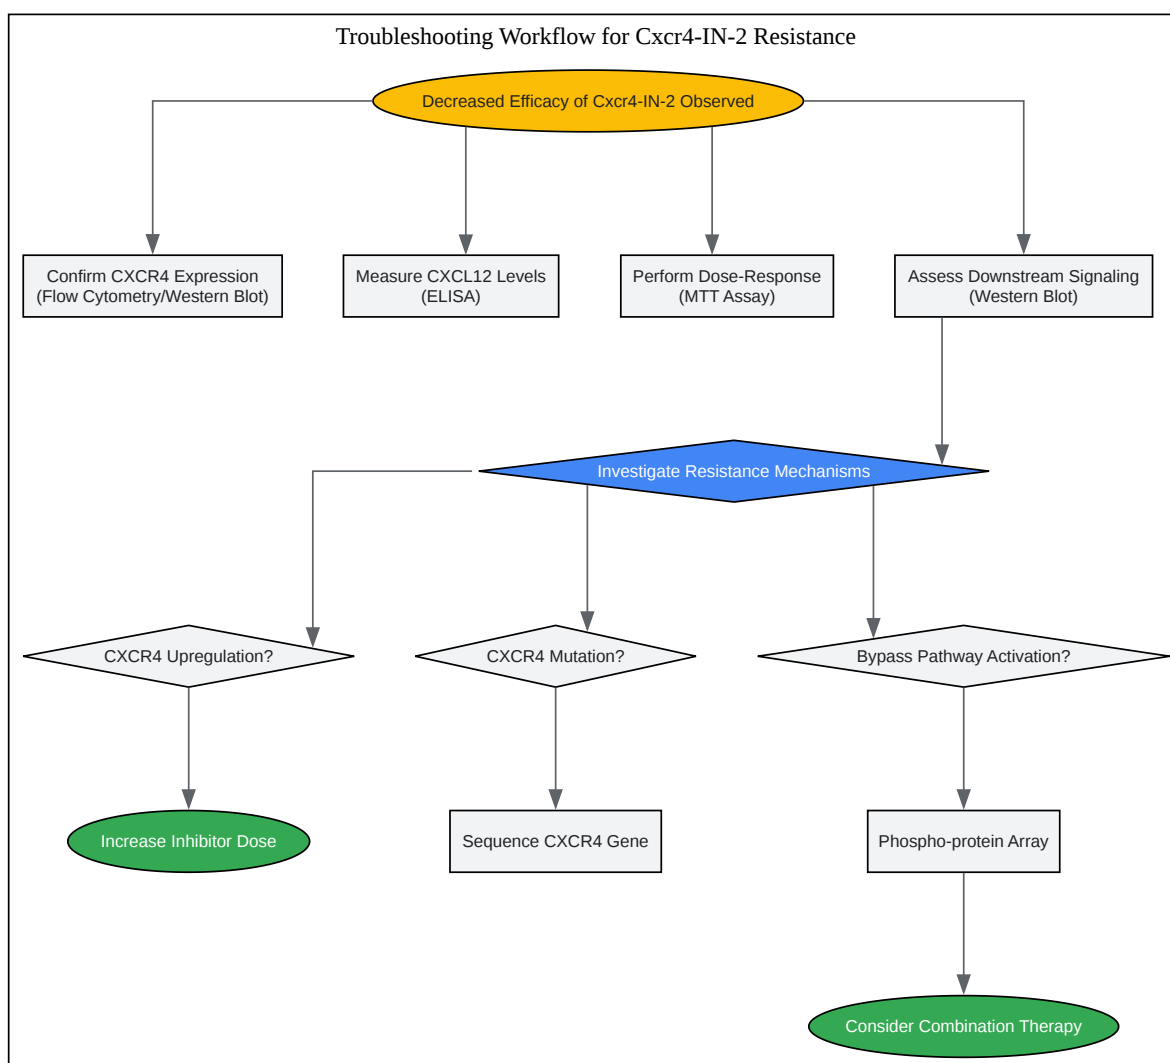 Troubleshooting Workflow for Cxcr4-IN-2 Resistance
Decreased Efficacy of Cxcr4-IN-2 Observed
Confirm CXCR4 Expression
(Flow Cytometry/Western Blot)
Measure CXCL12 Levels
(ELISA)
Perform Dose-Response
(MTT Assay)
Assess Downstream Signaling
(Western Blot)
Investigate Resistance Mechanisms
CXCR4 Upregulation?
CXCR4 Mutation?
Bypass Pathway Activation?
Increase Inhibitor Dose
Sequence CXCR4 Gene
Phospho-protein Array
Consider Combination Therapy